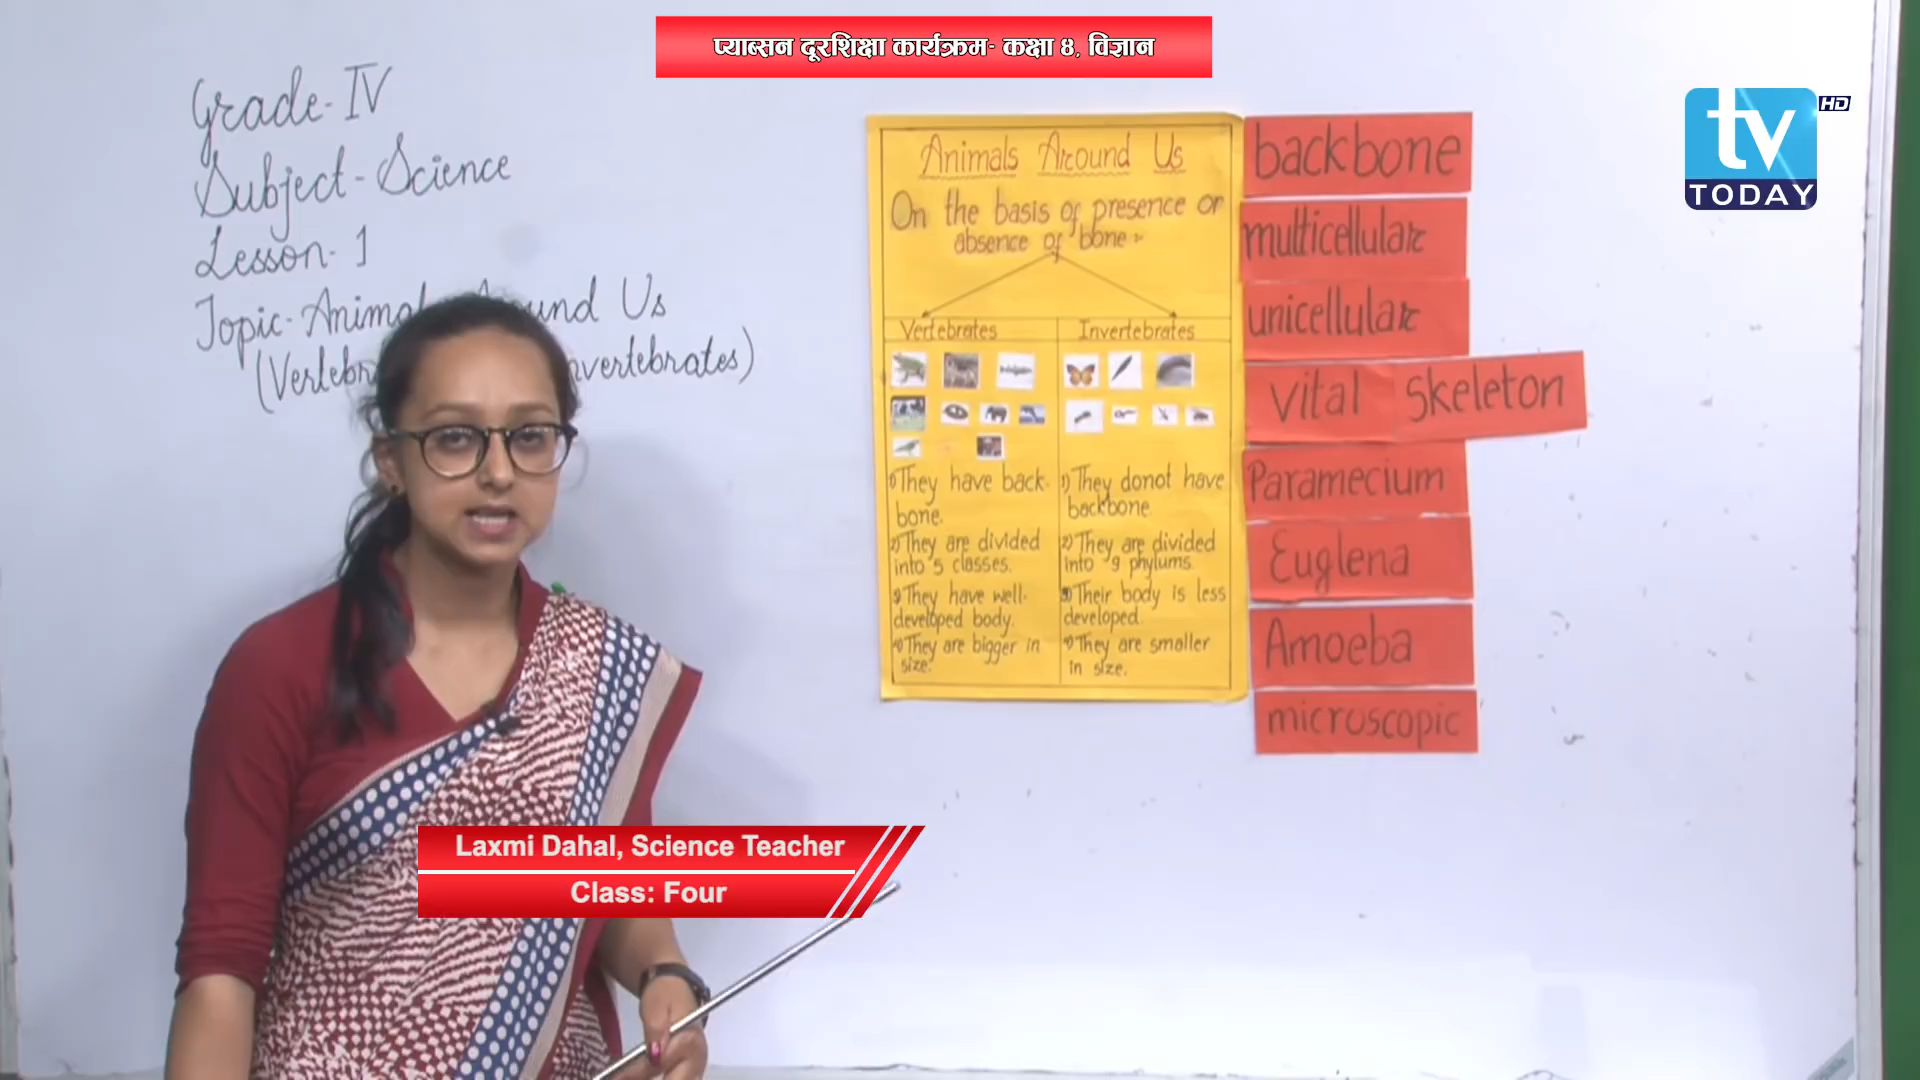 प्याब्सन दूरशिक्षा कार्यक्रम- कक्षा ४, विज्ञान
tv
HD
TODAY
Grade-IV
Subject-Science
Lesson-1
Topic-Animals Around Us
(Vertebr nvertebrates)
Animals Around Us
On the basis of presence or
absence of bone:-
Vertebrates
1) They have back-
bone.
2) They are divided
into 5 classes.
3) They have well-
developed body.
4) They are bigger in
size.
Invertebrates
1) They donot have
backbone
2) They are divided
into 9 phylums.
3) Their body is less
developed.
4) They are smaller
in size.
backbone
multicellular
unicellular
Vital Skeleton
Paramecium
Euglena
Amoeba
microscopic
Laxmi Dahal, Science Teacher
Class: Four